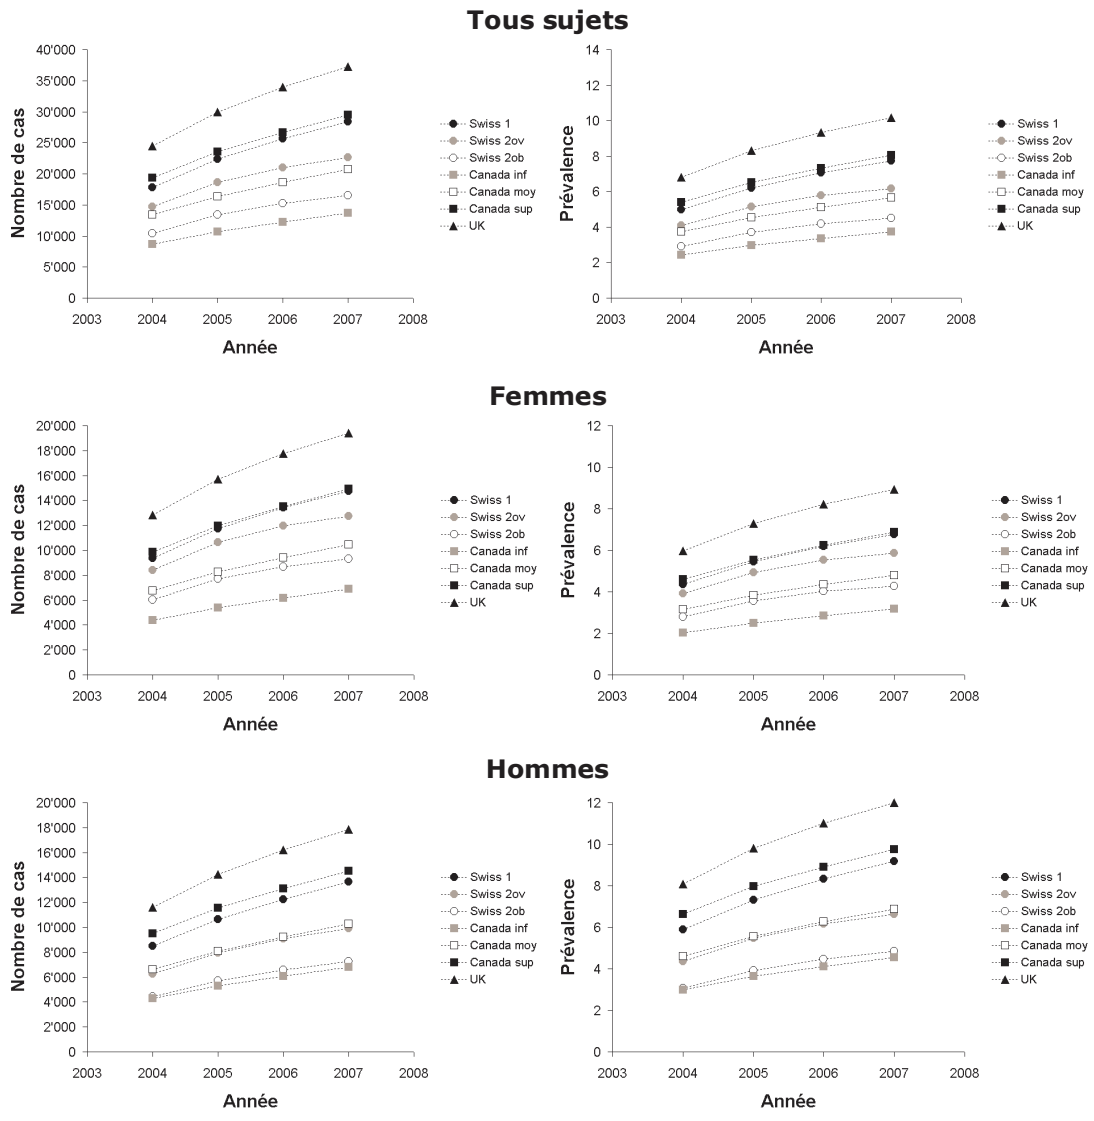 Tous sujets
40'000
35'000
30'000
25'000
20'000
15'000
10'000
5'000
0
Nombre de cas
2003 2004 2005 2006 2007 2008
Année
Swiss 1
Swiss 2ov
Swiss 2ob
Canada inf
Canada moy
Canada sup
UK
14
12
10
8
6
4
2
0
Prévalence
2003 2004 2005 2006 2007 2008
Année
Swiss 1
Swiss 2ov
Swiss 2ob
Canada inf
Canada moy
Canada sup
UK
Femmes
20'000
18'000
16'000
14'000
12'000
10'000
8'000
6'000
4'000
2'000
0
Nombre de cas
2003 2004 2005 2006 2007 2008
Année
Swiss 1
Swiss 2ov
Swiss 2ob
Canada inf
Canada moy
Canada sup
UK
12
10
8
6
4
2
0
Prévalence
2003 2004 2005 2006 2007 2008
Année
Swiss 1
Swiss 2ov
Swiss 2ob
Canada inf
Canada moy
Canada sup
UK
Hommes
20'000
18'000
16'000
14'000
12'000
10'000
8'000
6'000
4'000
2'000
0
Nombre de cas
2003 2004 2005 2006 2007 2008
Année
Swiss 1
Swiss 2ov
Swiss 2ob
Canada inf
Canada moy
Canada sup
UK
12
10
8
6
4
2
0
Prévalence
2003 2004 2005 2006 2007 2008
Année
Swiss 1
Swiss 2ov
Swiss 2ob
Canada inf
Canada moy
Canada sup
UK